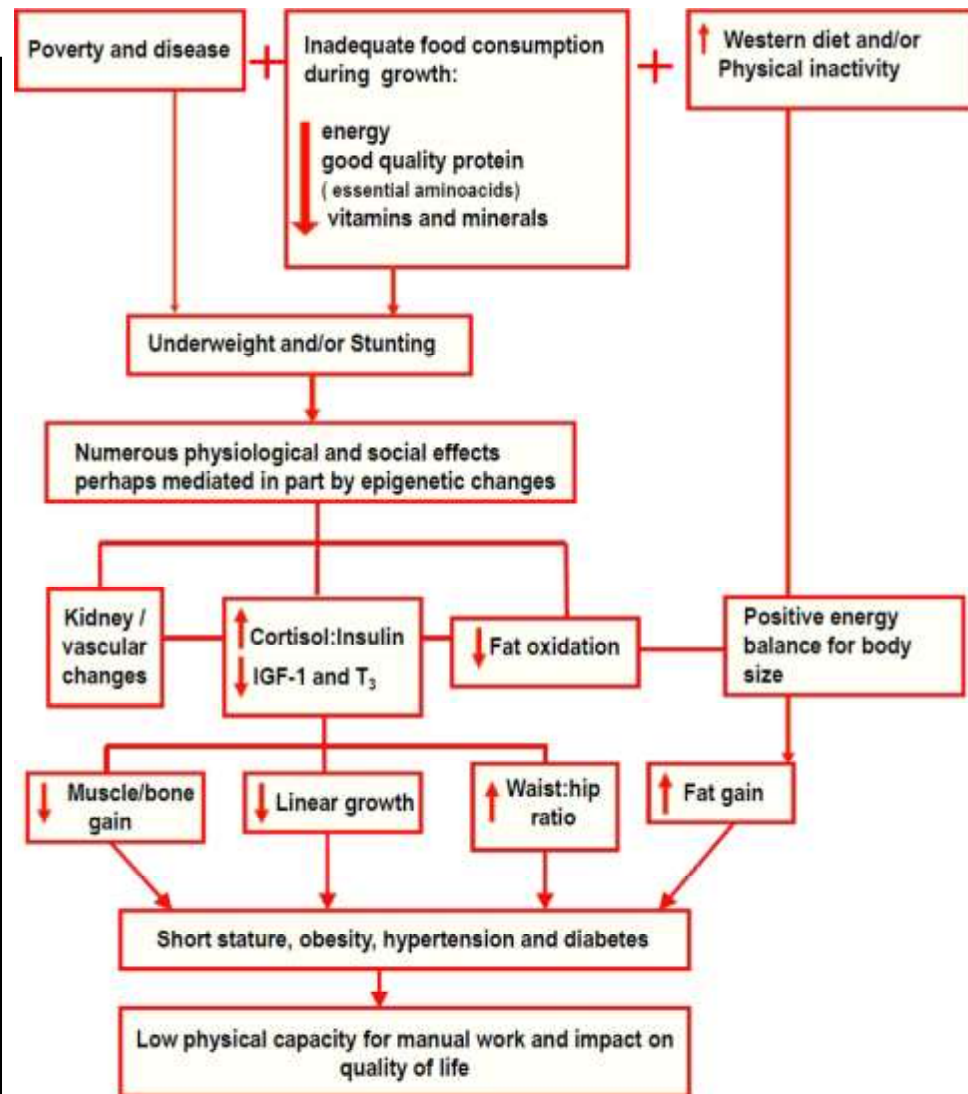 Poverty and disease
Inadequate food consumption
during growth:
energy
good quality protein
( essential aminoacids)
vitamins and minerals
Western diet and/or
Physical inactivity
Underweight and/or Stunting
Numerous physiological and social effects
perhaps mediated in part by epigenetic changes
Kidney /
vascular
changes
Cortisol:Insulin
IGF-1 and T₃
Fat oxidation
Positive energy
balance for body
size
Muscle/bone
gain
Linear growth
Waist:hip
ratio
Fat gain
Short stature, obesity, hypertension and diabetes
Low physical capacity for manual work and impact on
quality of life